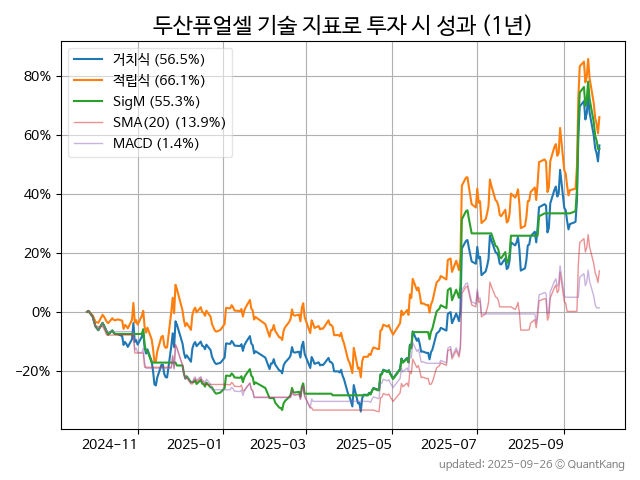 두산퓨얼셀 기술 지표로 투자 시 성과 (1년)
거치식 (56.5%)
적립식 (66.1%)
SigM (55.3%)
SMA(20) (13.9%)
MACD (1.4%)
80%
60%
40%
20%
0%
−20%
2024-11 2025-01 2025-03 2025-05 2025-07 2025-09
updated: 2025-09-26 © QuantKang